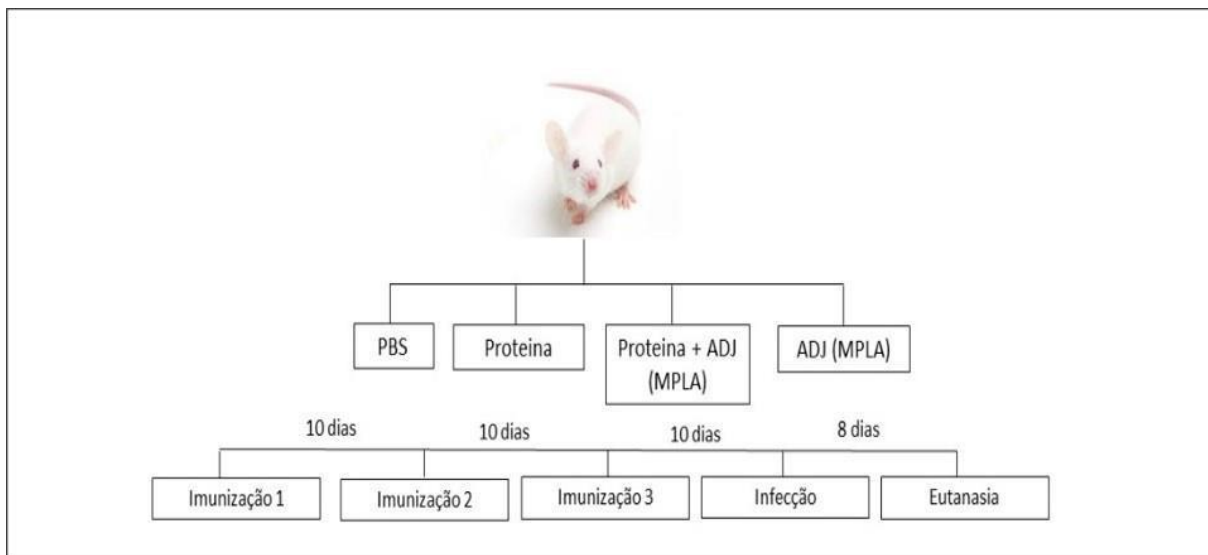 PBS
Proteina
Proteina + ADJ
(MPLA)
ADJ (MPLA)
10 dias
10 dias
10 dias
8 dias
Imunização 1
Imunização 2
Imunização 3
Infecção
Eutanasia